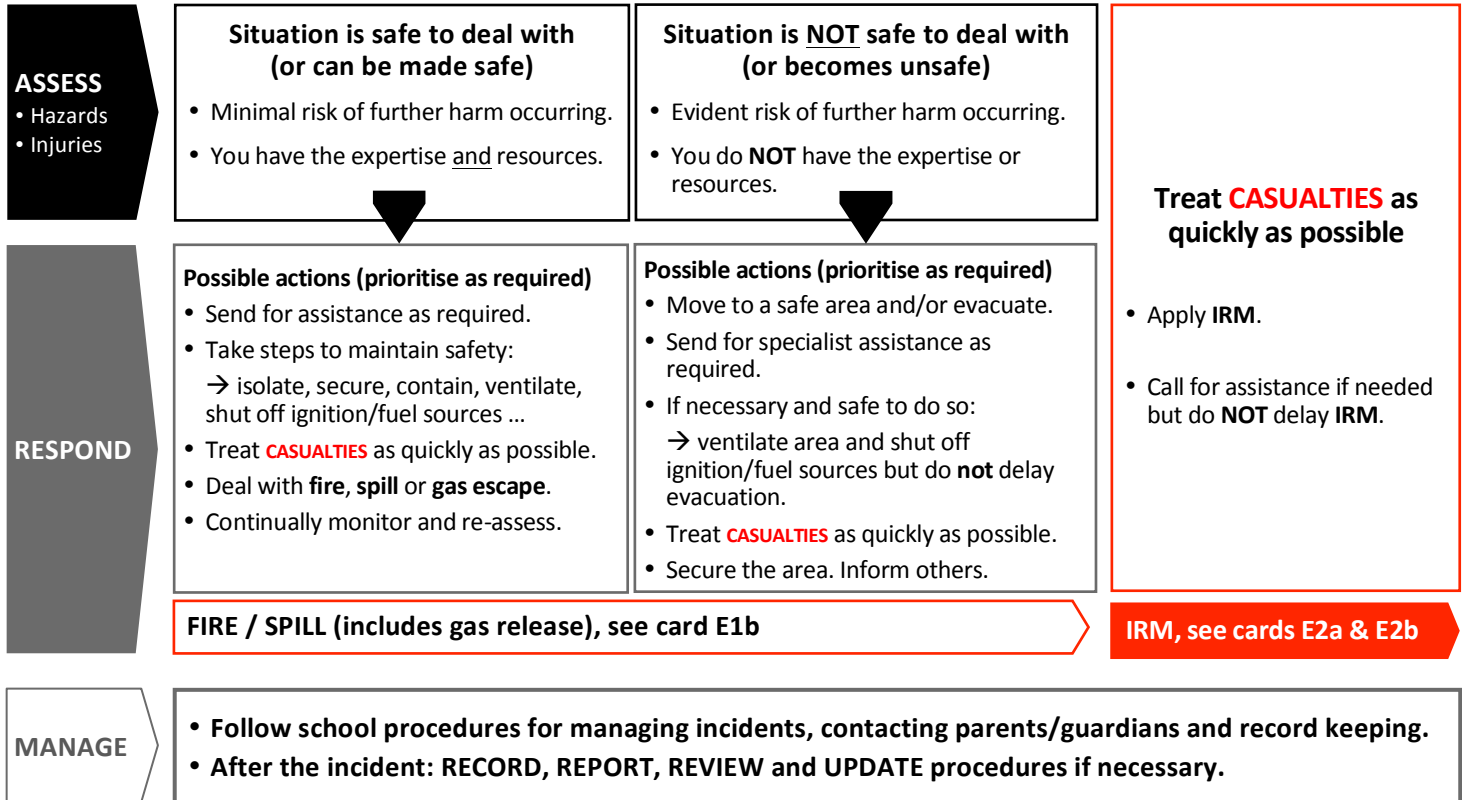 ASSESS
• Hazards
• Injuries
Situation is safe to deal with
(or can be made safe)
• Minimal risk of further harm occurring.
• You have the expertise and resources.
Situation is NOT safe to deal with
(or becomes unsafe)
• Evident risk of further harm occurring.
• You do NOT have the expertise or
resources.
Treat CASUALTIES as
quickly as possible
• Apply IRM.
• Call for assistance if needed
but do NOT delay IRM.
RESPOND
Possible actions (prioritise as required)
• Send for assistance as required.
• Take steps to maintain safety:
→ isolate, secure, contain, ventilate,
shut off ignition/fuel sources ...
• Treat CASUALTIES as quickly as possible.
• Deal with fire, spill or gas escape.
• Continually monitor and re-assess.
Possible actions (prioritise as required)
• Move to a safe area and/or evacuate.
• Send for specialist assistance as
required.
• If necessary and safe to do so:
→ ventilate area and shut off
ignition/fuel sources but do not delay
evacuation.
• Treat CASUALTIES as quickly as possible.
• Secure the area. Inform others.
FIRE / SPILL (includes gas release), see card E1b
IRM, see cards E2a & E2b
MANAGE
• Follow school procedures for managing incidents, contacting parents/guardians and record keeping.
• After the incident: RECORD, REPORT, REVIEW and UPDATE procedures if necessary.